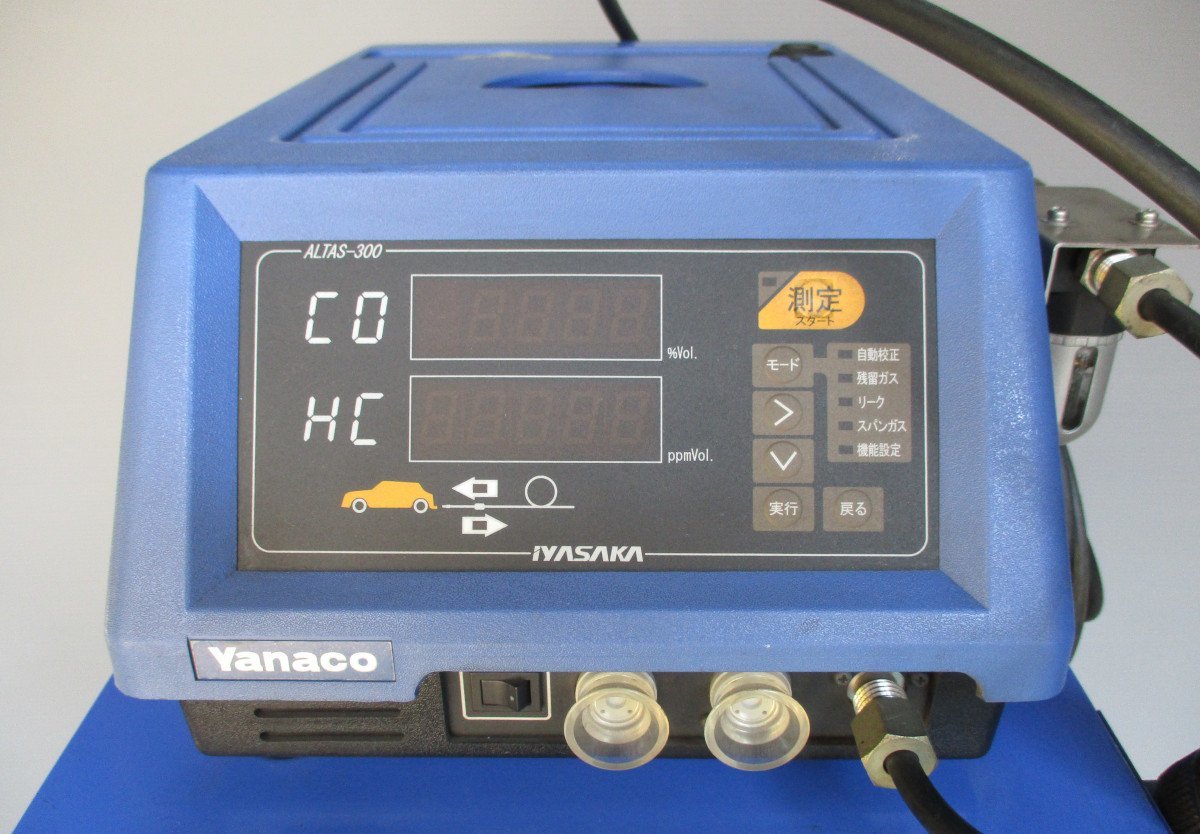 ALTAS-300
CO
%Vol.
HC
ppmVol.
測定
スタート
モード
自動校正
残留ガス
リーク
スパンガス
機能設定
実行
戻る
IYASAKA
Yanaco